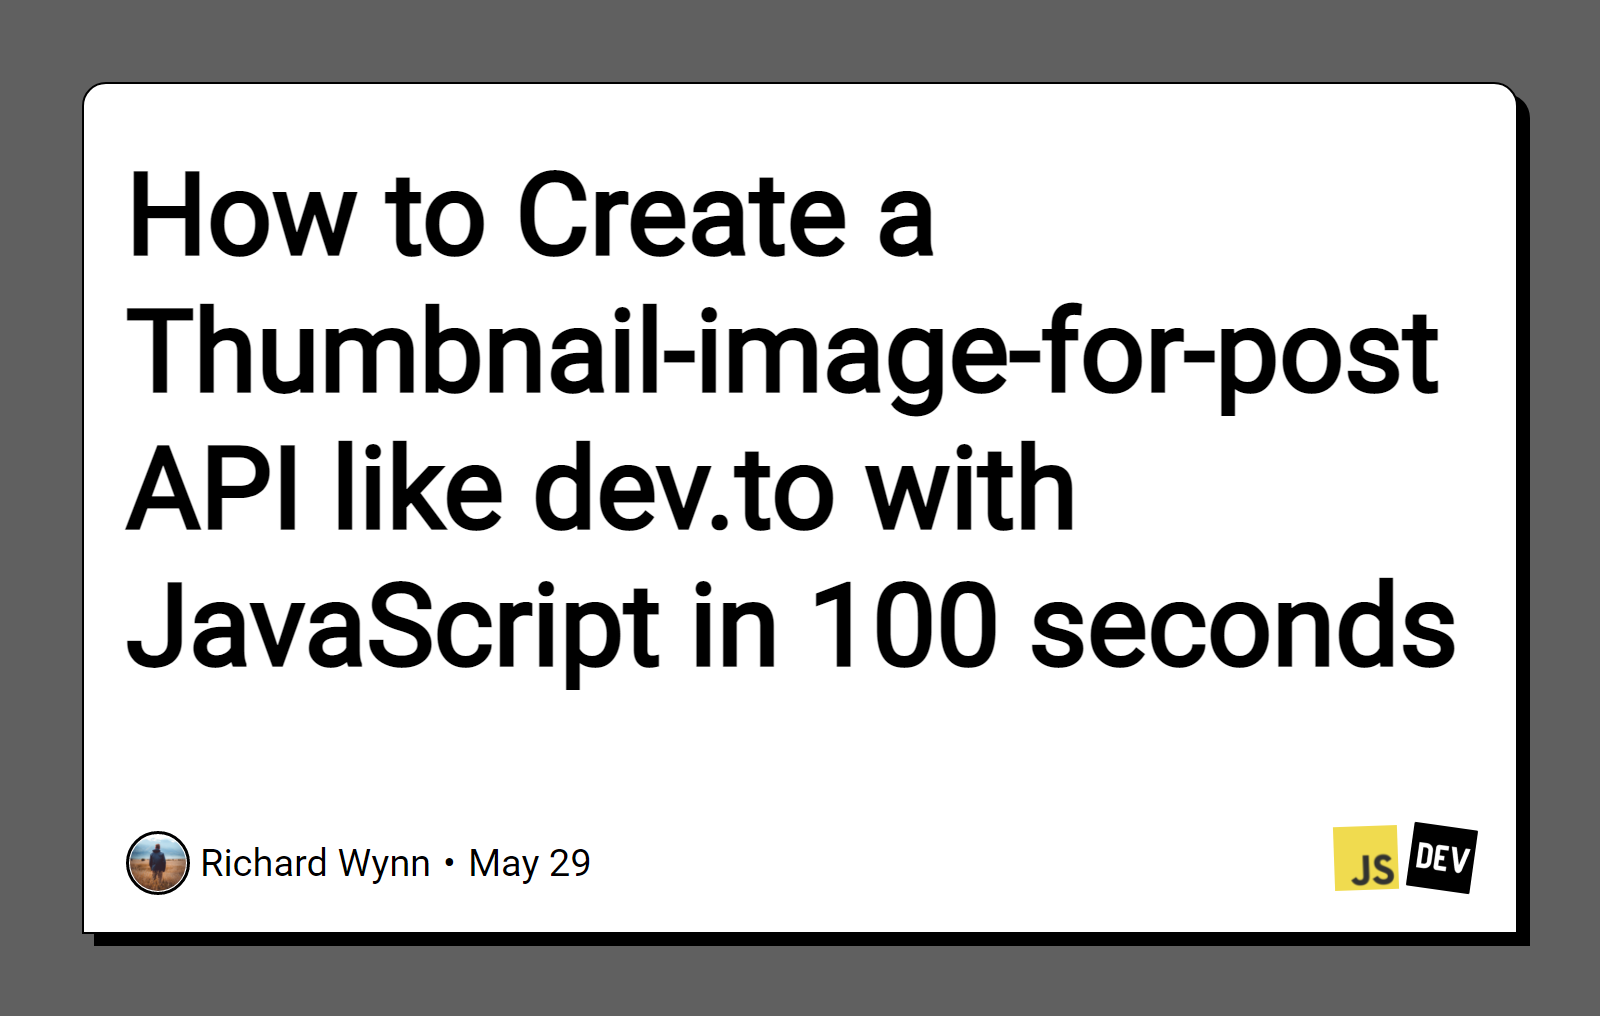 How to Create a
Thumbnail-image-for-post
API like dev.to with
JavaScript in 100 seconds
Richard Wynn • May 29
JS
DEV